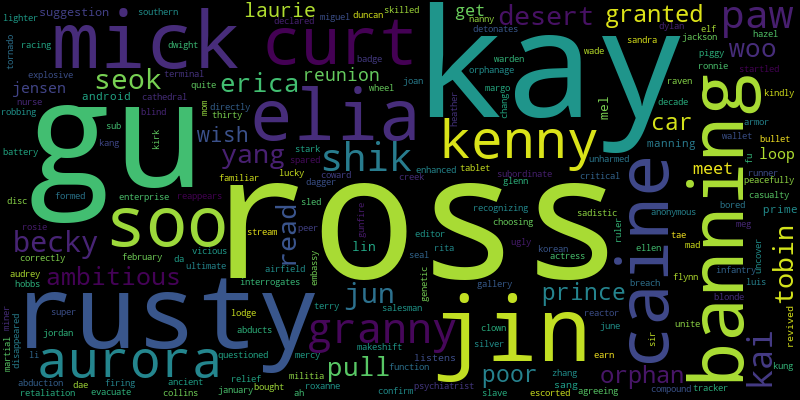 lighter suggestion southern mick laurie declared miguel duncan skilled kay get nanny detonates desert granted elf sandra dylan paw
tornado racing dwight badge curt reunion wade jackson hazel woo startled
explosive terminal quite wheel joan warden margo piggy ronnie
jensen android seok erica orphanage raven kindly
nurse cathedral mom directly thirty elia chang mel decade armor
robbing blind gu heather kenny car wallet bullet
battery sub kang kirk wish stark shik tablet manning fu runner
yang spared unharmed loop
familiar lucky coward creek enhanced glenn subordinate critical meet peacefully
disc formed enterprise reappears dagger sled choosing sadistic anonymous casualty
rosie soo ross stream read gunfire peer editor recognizing ruler caine bored prime banning
becky february da vicious lin rita ugly korean tae mad meg
correctly ultimate airfield embassy seal actress ellen uncover tobin
audrey ambitious interrogates genetic gallery breach flynn infantry luis
hobbs rusty lodge jun salesman jin prince blonde
miner super abducts terry clown reactor june sir unite revived
martial disappeared jordan granny makeshift silver earn kai
li aurora questioned mercy listens zhang orphan kung
abduction dae firing ancient relief militia pull function poor sang compound tracker
retaliation evacuate collins january bought ah roxanne confirm psychiatrist slave escorted agreeing